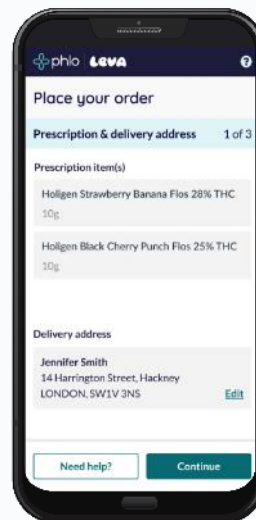 phlo LEVA
Place your order
Prescription & delivery address 1 of 3
Prescription item(s)
Holigen Strawberry Banana Flos 28% THC
10g
Holigen Black Cherry Punch Flos 25% THC
10g
Delivery address
Jennifer Smith
14 Harrington Street, Hackney
LONDON, SW1V 3NS Edit
Need help? Continue